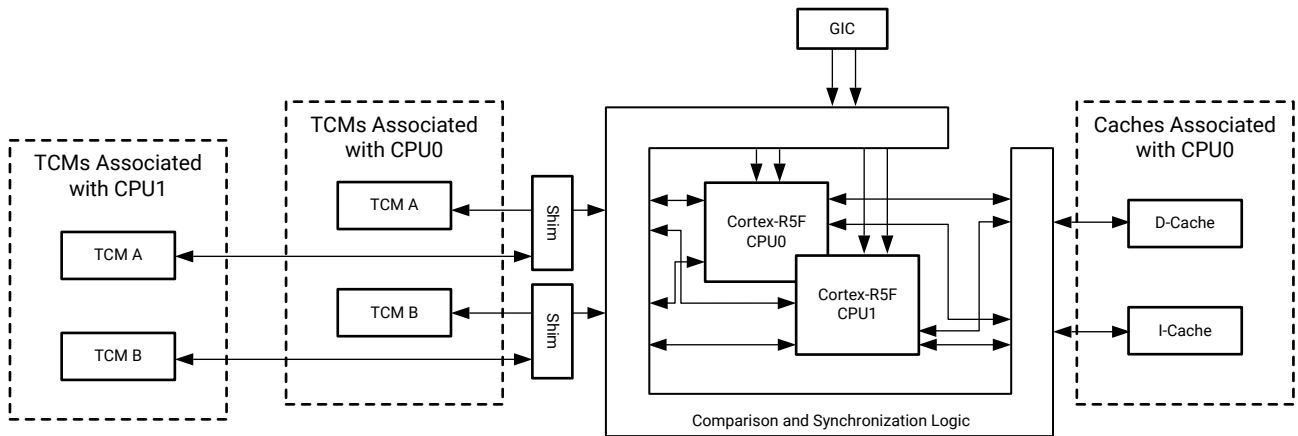 GIC
TCMs Associated
with CPU1
TCM A
TCM B
TCMs Associated
with CPU0
TCM A
TCM B
Shim
Shim
Cortex-R5F
CPU0
Cortex-R5F
CPU1
Comparison and Synchronization Logic
Caches Associated
with CPU0
D-Cache
I-Cache